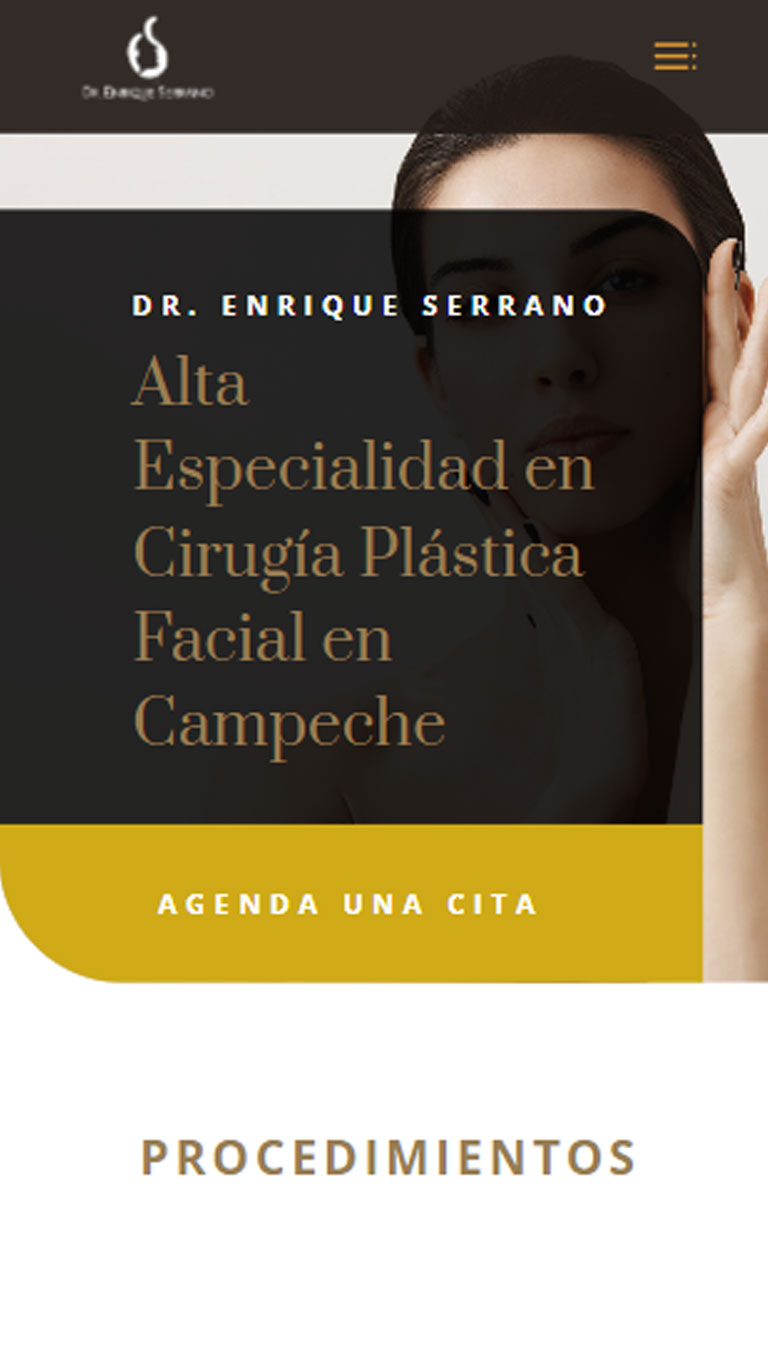 DR. ENRIQUE SERRANO
DR. ENRIQUE SERRANO
Alta
Especialidad en
Cirugía Plástica
Facial en
Campeche
AGENDA UNA CITA
PROCEDIMIENTOS